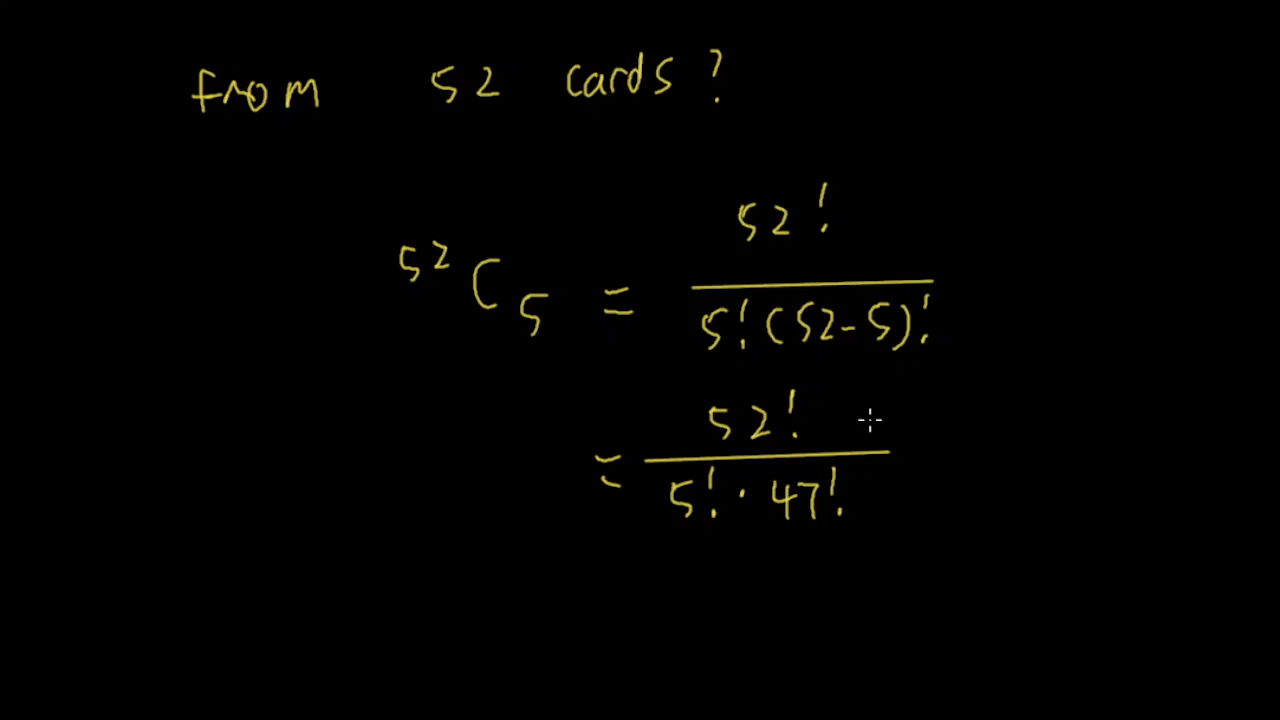 from 52 cards?
⁵²C₅ = 52! / 5!(52-5)!
= 52! / 5! · 47!